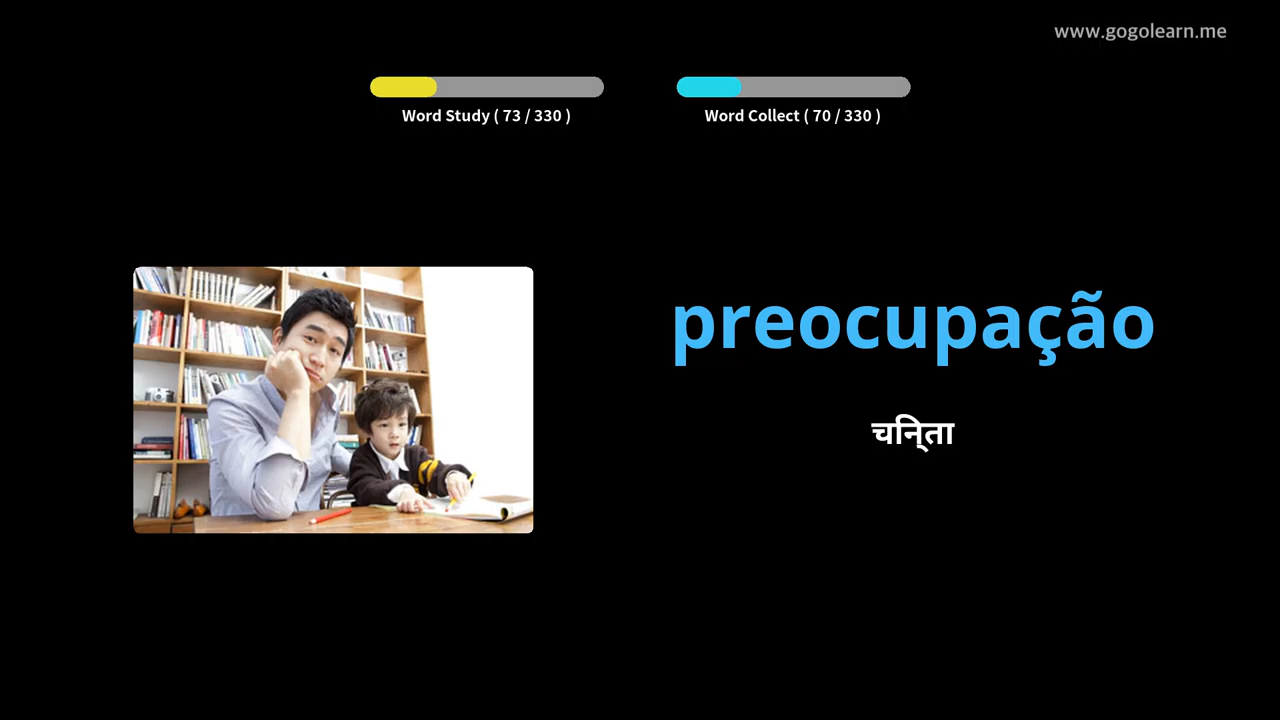 www.gogolearn.me
Word Study ( 73 / 330 )
Word Collect ( 70 / 330 )
preocupação
चिन्ता